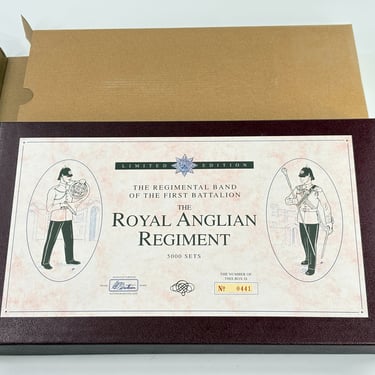 LIMITED EDITION
THE REGIMENTAL BAND
OF THE FIRST BATTALION
THE
ROYAL ANGLIAN
REGIMENT
5000 SETS
THE NUMBER OF
THIS BOX IS
Nº 0441